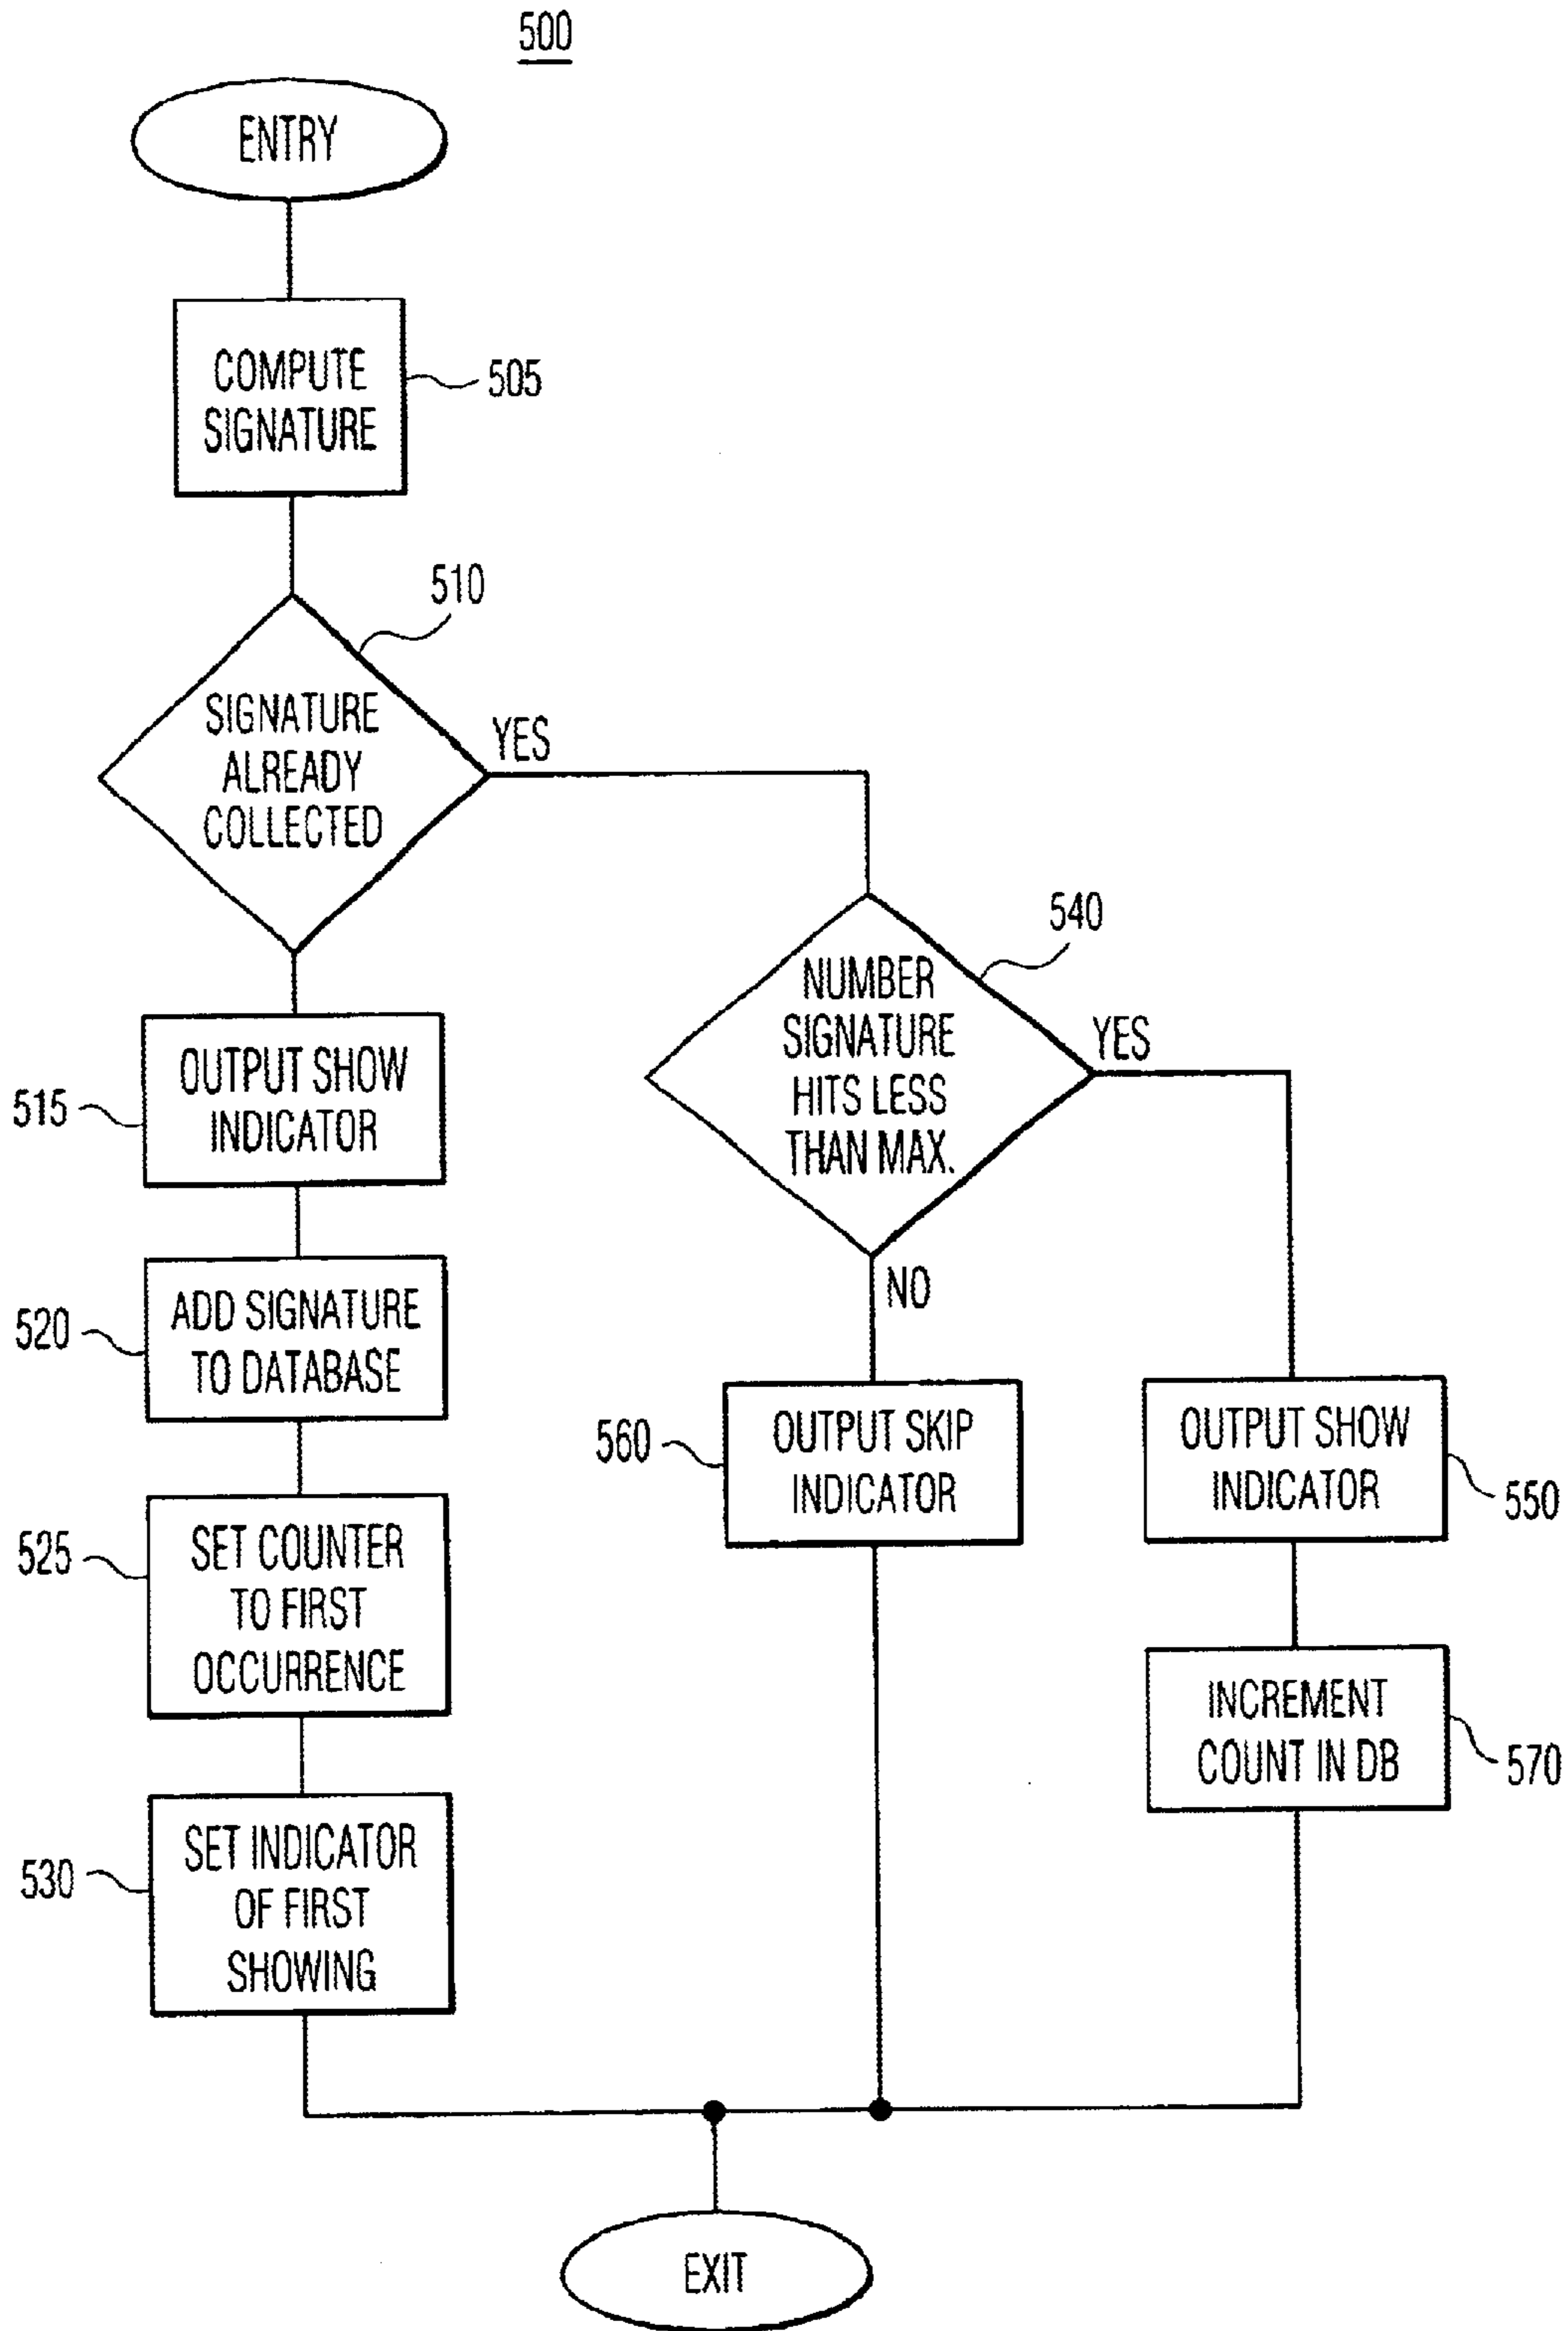 500
ENTRY
COMPUTE
SIGNATURE
505
510
SIGNATURE
ALREADY
COLLECTED
YES
540
NUMBER
SIGNATURE
HITS LESS
THAN MAX.
YES
NO
515
OUTPUT SHOW
INDICATOR
520
ADD SIGNATURE
TO DATABASE
525
SET COUNTER
TO FIRST
OCCURRENCE
530
SET INDICATOR
OF FIRST
SHOWING
560
OUTPUT SKIP
INDICATOR
OUTPUT SHOW
INDICATOR
550
INCREMENT
COUNT IN DB
570
EXIT